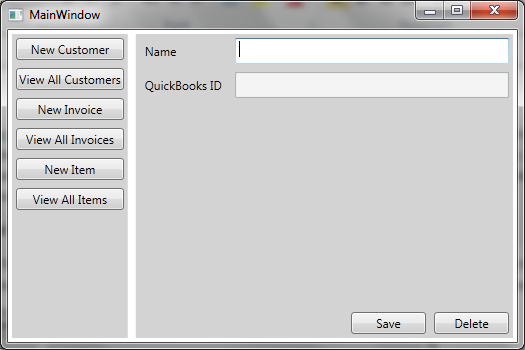 MainWindow
New Customer
View All Customers
New Invoice
View All Invoices
New Item
View All Items
Name
QuickBooks ID
Save
Delete